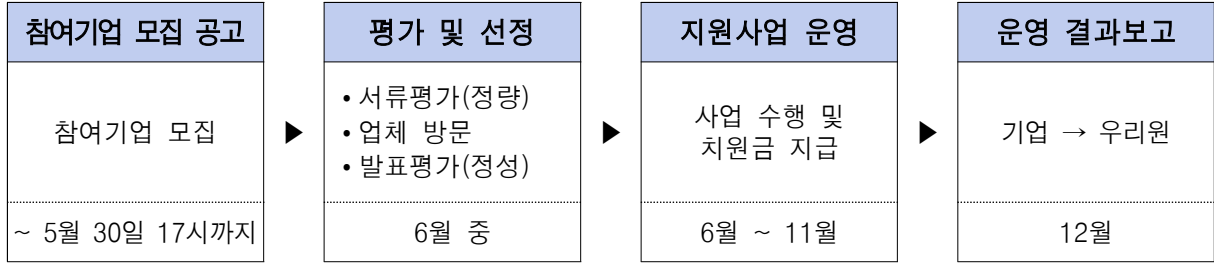 참여기업 모집 공고
참여기업 모집
~ 5월 30일 17시까지
▶
평가 및 선정
• 서류평가(정량)
• 업체 방문
• 발표평가(정성)
6월 중
▶
지원사업 운영
사업 수행 및
치원금 지급
6월 ~ 11월
▶
운영 결과보고
기업 → 우리원
12월